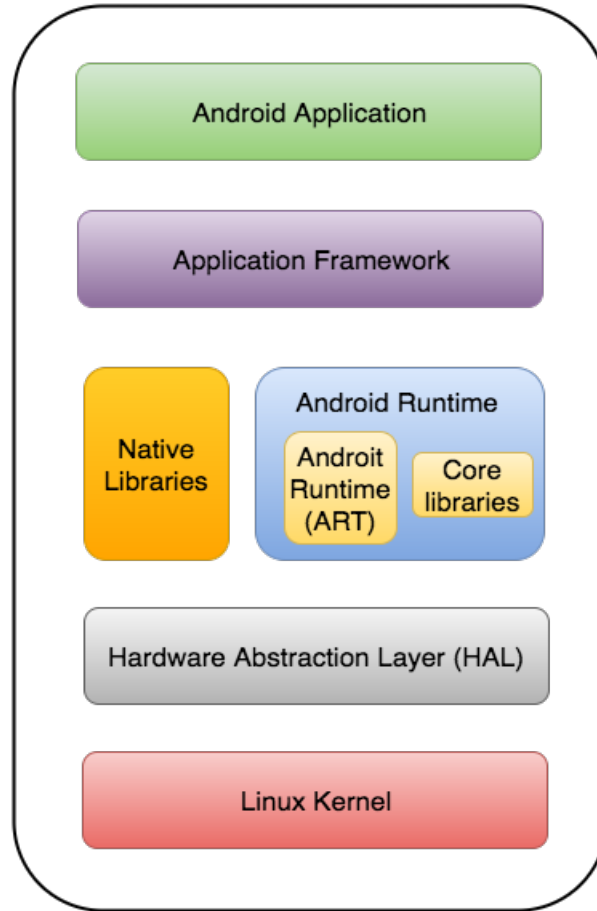 Android Application
Application Framework
Native
Libraries
Android Runtime
Androit
Runtime
(ART)
Core
libraries
Hardware Abstraction Layer (HAL)
Linux Kernel